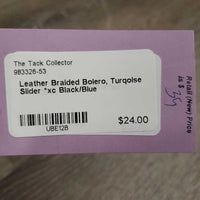 The Tack Collector
983326-53
Leather Braided Bolero, Turqoise
Slider *xc Black/Blue
UBE12B
$24.00
Retail (New) Price
is $